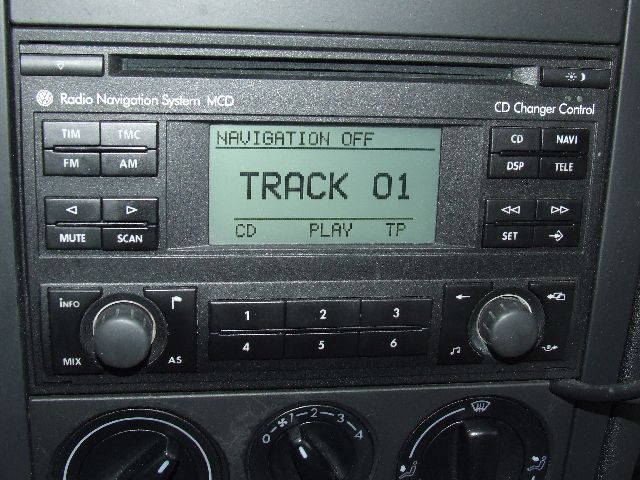 Radio Navigation System MCD
CD Changer Control
TIM TMC
FM AM
NAVIGATION OFF
TRACK 01
CD PLAY TP
CD NAVI
DSP TELE
MUTE SCAN
SET
INFO
MIX AS
1 2 3
4 5 6
0 1 2 3 4